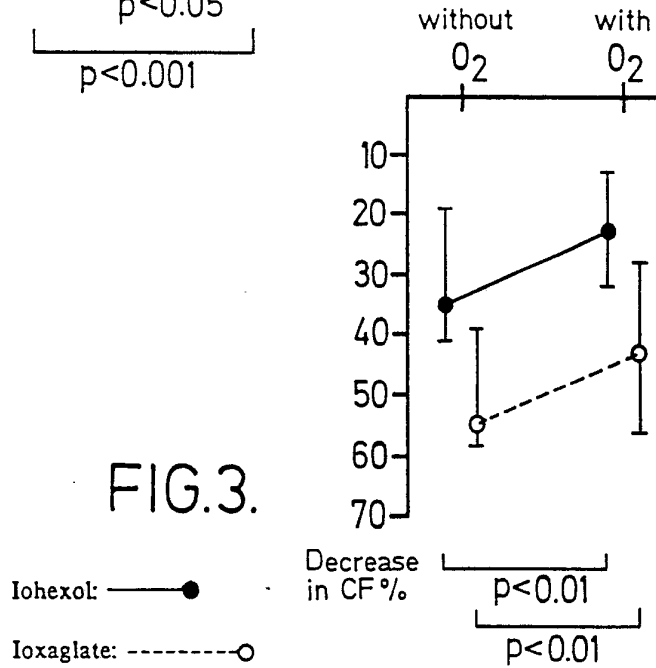 p<0.05
p<0.001
without with
O2 O2
10
20
30
40
50
60
70
FIG.3.
Decrease
in CF%
p<0.01
p<0.01
Iohexol:
Ioxaglate: